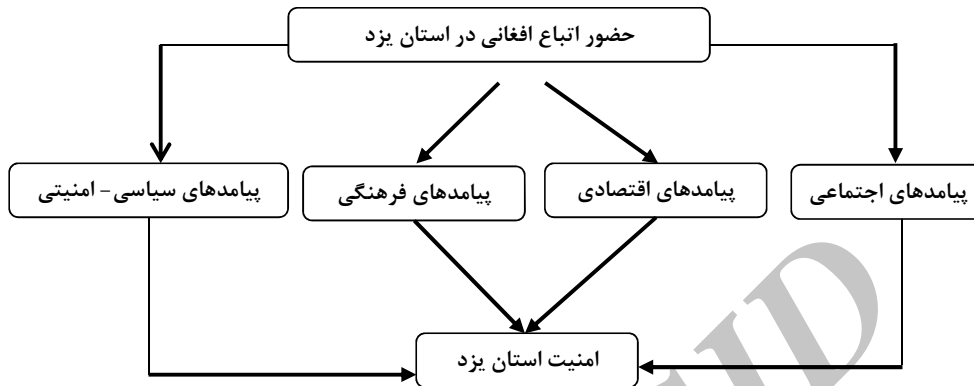 حضور اتباع افغانی در استان یزد
پیامدهای اجتماعی
پیامدهای اقتصادی
پیامدهای فرهنگی
پیامدهای سیاسی- امنیتی
امنیت استان یزد